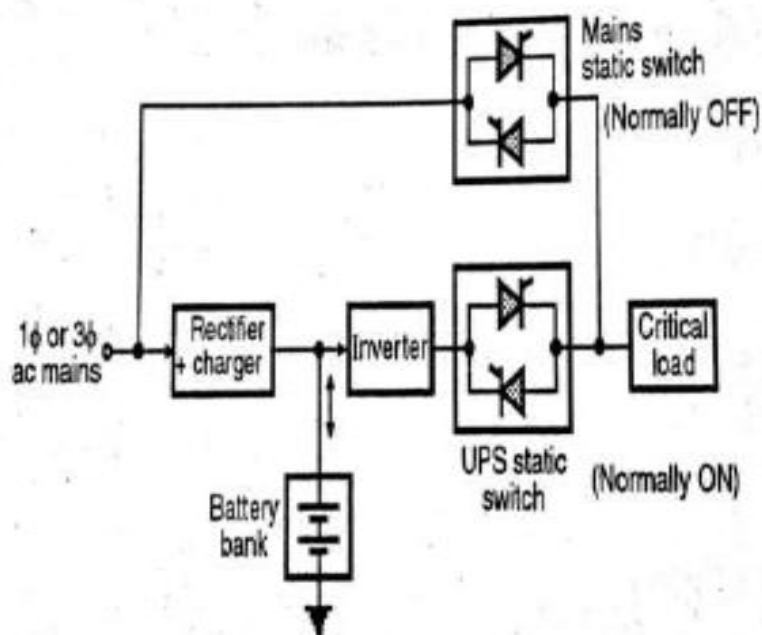 Mains
static switch
(Normally OFF)
1ϕ or 3ϕ
ac mains
Rectifier
+ charger
Inverter
Critical
load
UPS static
switch
(Normally ON)
Battery
bank